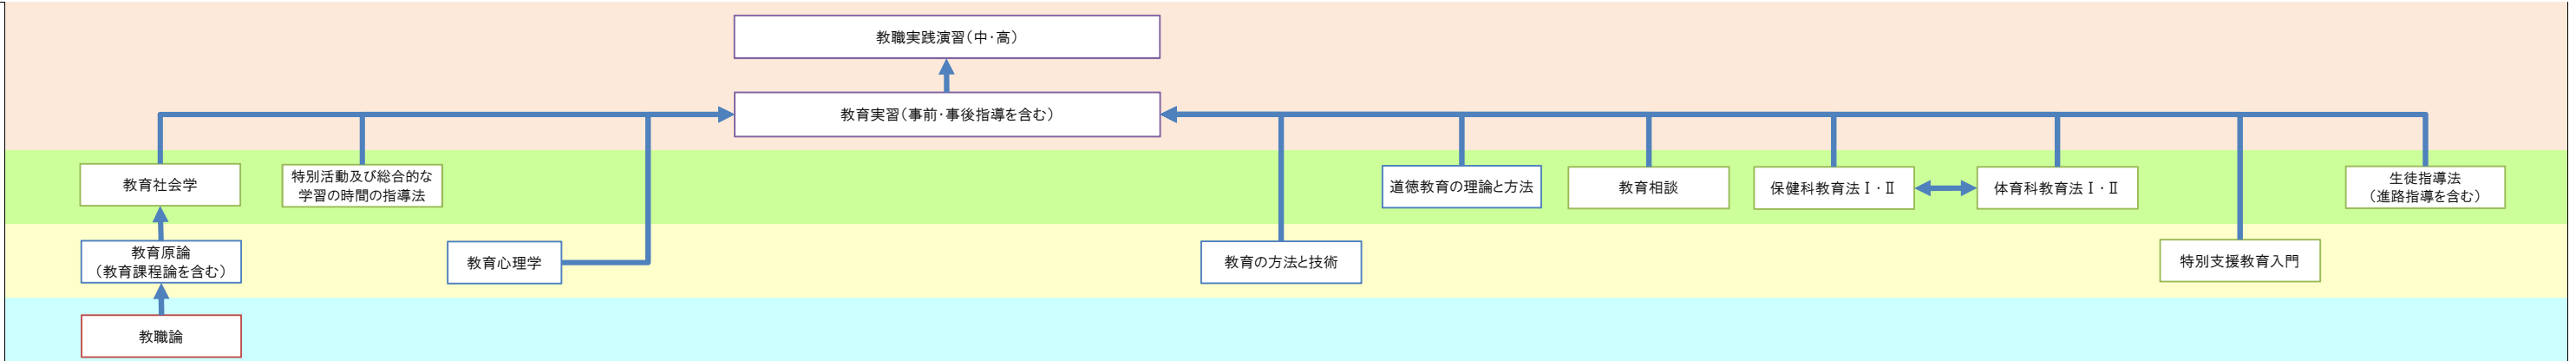 教職実践演習(中・高)
教育実習(事前・事後指導を含む)
教育社会学
特別活動及び総合的な
学習の時間の指導法
道徳教育の理論と方法
教育相談
保健科教育法Ⅰ・Ⅱ
体育科教育法Ⅰ・Ⅱ
生徒指導法
(進路指導を含む)
教育原論
(教育課程論を含む)
教育心理学
教育の方法と技術
特別支援教育入門
教職論